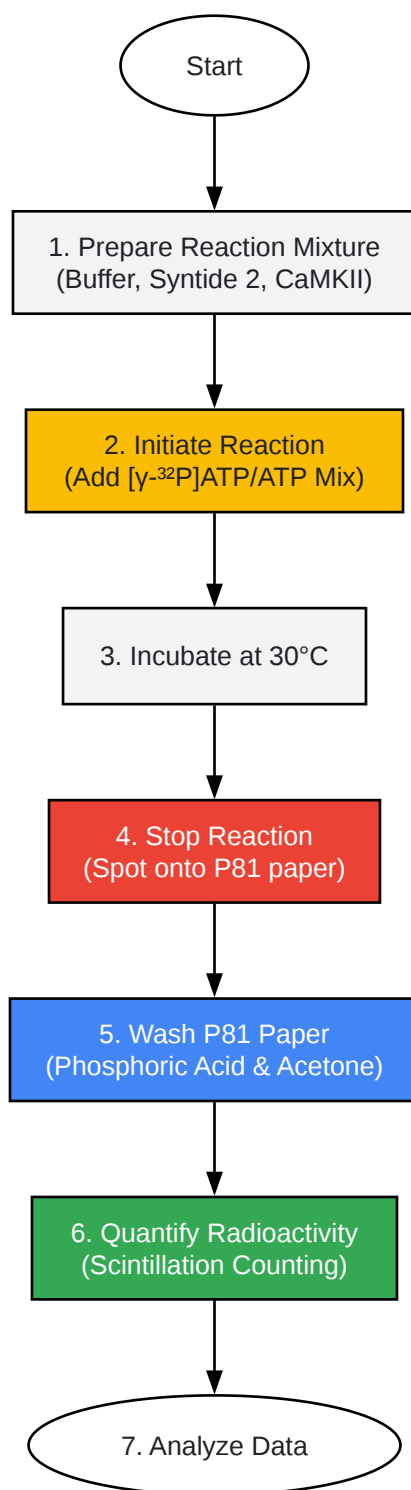 Start
1. Prepare Reaction Mixture
(Buffer, Syntide 2, CaMKII)
2. Initiate Reaction
(Add [γ-³²P]ATP/ATP Mix)
3. Incubate at 30°C
4. Stop Reaction
(Spot onto P81 paper)
5. Wash P81 Paper
(Phosphoric Acid & Acetone)
6. Quantify Radioactivity
(Scintillation Counting)
7. Analyze Data